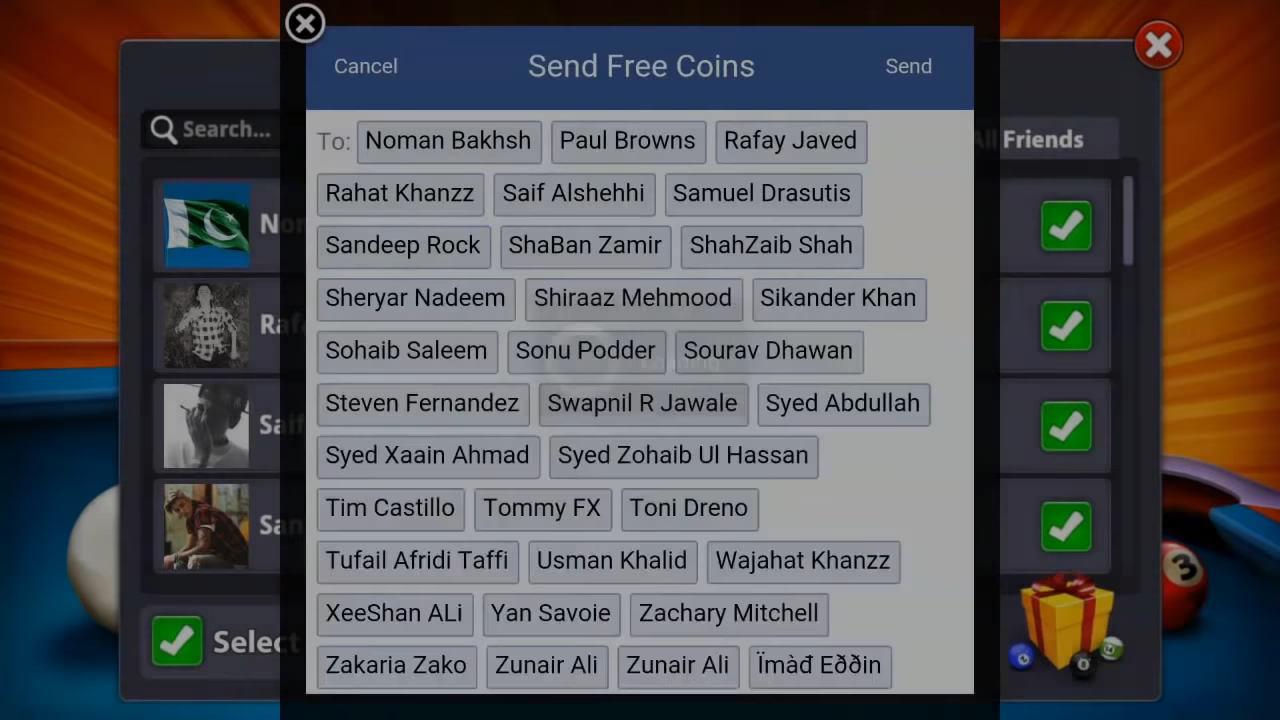 Cancel Send Free Coins Send
Search...
All Friends
To: Noman Bakhsh Paul Browns Rafay Javed
Rahat Khanzz Saif Alshehhi Samuel Drasutis
Sandeep Rock ShaBan Zamir ShahZaib Shah
Sheryar Nadeem Shiraaz Mehmood Sikander Khan
Sohaib Saleem Sonu Podder Sourav Dhawan
Steven Fernandez Swapnil R Jawale Syed Abdullah
Syed Xaain Ahmad Syed Zohaib Ul Hassan
Tim Castillo Tommy FX Toni Dreno
Tufail Afridi Taffi Usman Khalid Wajahat Khanzz
XeeShan ALi Yan Savoie Zachary Mitchell
Zakaria Zako Zunair Ali Zunair Ali Ïmàđ Eððin
Select
3
8